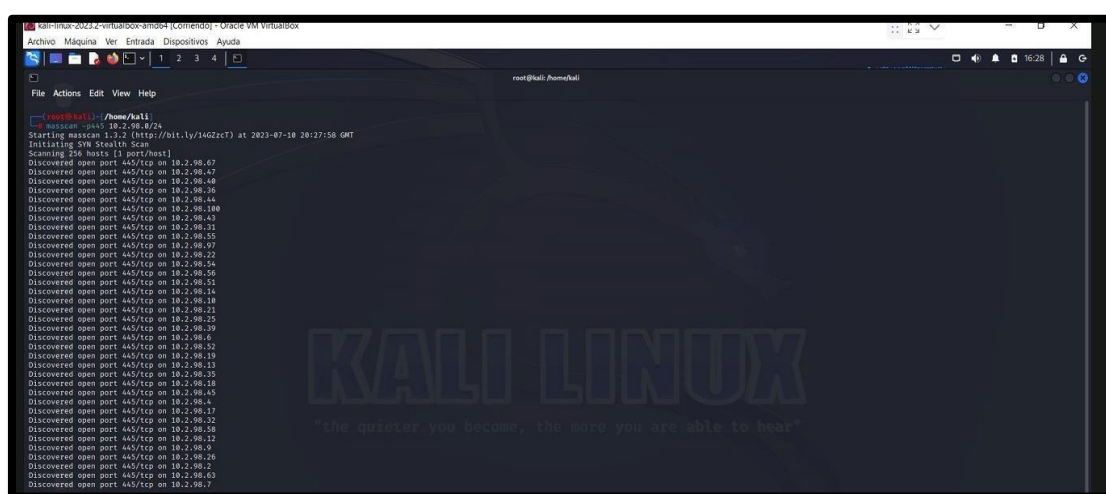 kali-linux-2023.2-virtualbox-amd64 [Corriendo] - Oracle VM VirtualBox
Archivo Máquina Ver Entrada Dispositivos Ayuda
1 2 3 4
16:28
root@kali: /home/kali
File Actions Edit View Help
(root@kali)-[/home/kali]
# masscan -p445 10.2.98.0/24
Starting masscan 1.3.2 (http://bit.ly/14GZzcT) at 2023-07-10 20:27:58 GMT
Initiating SYN Stealth Scan
Scanning 256 hosts [1 port/host]
Discovered open port 445/tcp on 10.2.98.67
Discovered open port 445/tcp on 10.2.98.47
Discovered open port 445/tcp on 10.2.98.40
Discovered open port 445/tcp on 10.2.98.36
Discovered open port 445/tcp on 10.2.98.44
Discovered open port 445/tcp on 10.2.98.100
Discovered open port 445/tcp on 10.2.98.43
Discovered open port 445/tcp on 10.2.98.31
Discovered open port 445/tcp on 10.2.98.55
Discovered open port 445/tcp on 10.2.98.97
Discovered open port 445/tcp on 10.2.98.22
Discovered open port 445/tcp on 10.2.98.54
Discovered open port 445/tcp on 10.2.98.56
Discovered open port 445/tcp on 10.2.98.51
Discovered open port 445/tcp on 10.2.98.14
Discovered open port 445/tcp on 10.2.98.10
Discovered open port 445/tcp on 10.2.98.21
Discovered open port 445/tcp on 10.2.98.25
Discovered open port 445/tcp on 10.2.98.39
Discovered open port 445/tcp on 10.2.98.6
Discovered open port 445/tcp on 10.2.98.52
Discovered open port 445/tcp on 10.2.98.19
Discovered open port 445/tcp on 10.2.98.13
Discovered open port 445/tcp on 10.2.98.35
Discovered open port 445/tcp on 10.2.98.18
Discovered open port 445/tcp on 10.2.98.45
Discovered open port 445/tcp on 10.2.98.4
Discovered open port 445/tcp on 10.2.98.17
Discovered open port 445/tcp on 10.2.98.32
Discovered open port 445/tcp on 10.2.98.58
Discovered open port 445/tcp on 10.2.98.12
Discovered open port 445/tcp on 10.2.98.9
Discovered open port 445/tcp on 10.2.98.26
Discovered open port 445/tcp on 10.2.98.2
Discovered open port 445/tcp on 10.2.98.63
Discovered open port 445/tcp on 10.2.98.7
KALI LINUX
"the quieter you become, the more you are able to hear"